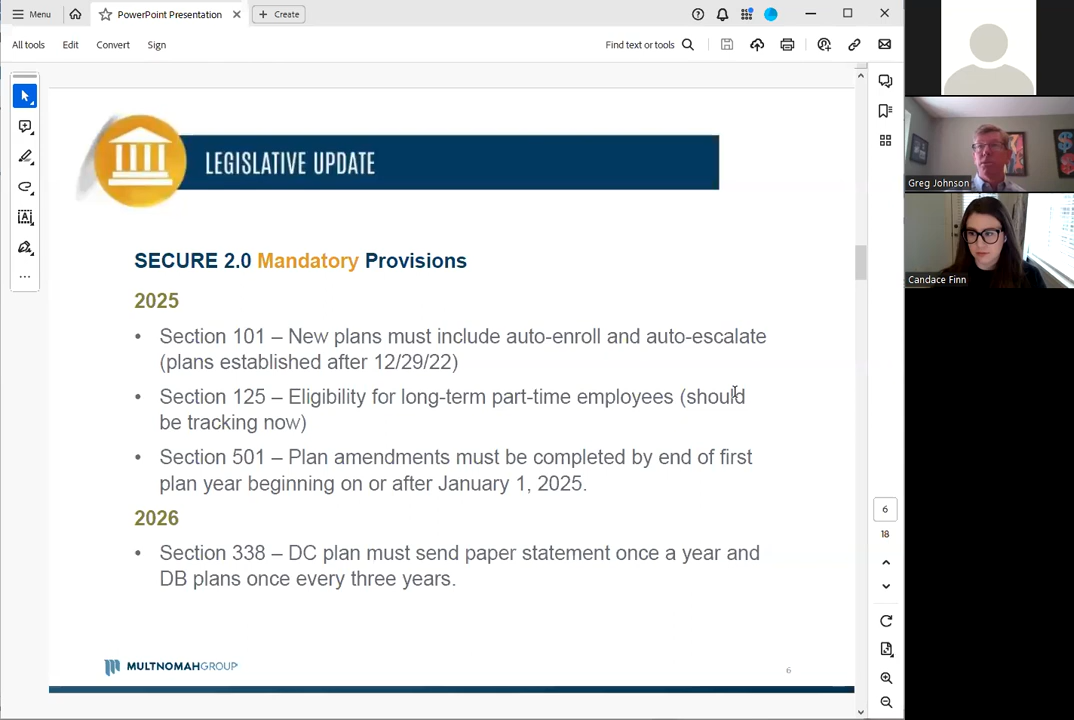 Menu
PowerPoint Presentation
Create
All tools
Edit
Convert
Sign
Find text or tools
LEGISLATIVE UPDATE
SECURE 2.0 Mandatory Provisions
2025
• Section 101 – New plans must include auto-enroll and auto-escalate
(plans established after 12/29/22)
• Section 125 – Eligibility for long-term part-time employees (should
be tracking now)
• Section 501 – Plan amendments must be completed by end of first
plan year beginning on or after January 1, 2025.
2026
• Section 338 – DC plan must send paper statement once a year and
DB plans once every three years.
MULTNOMAHGROUP
6
6
18
Greg Johnson
Candace Finn